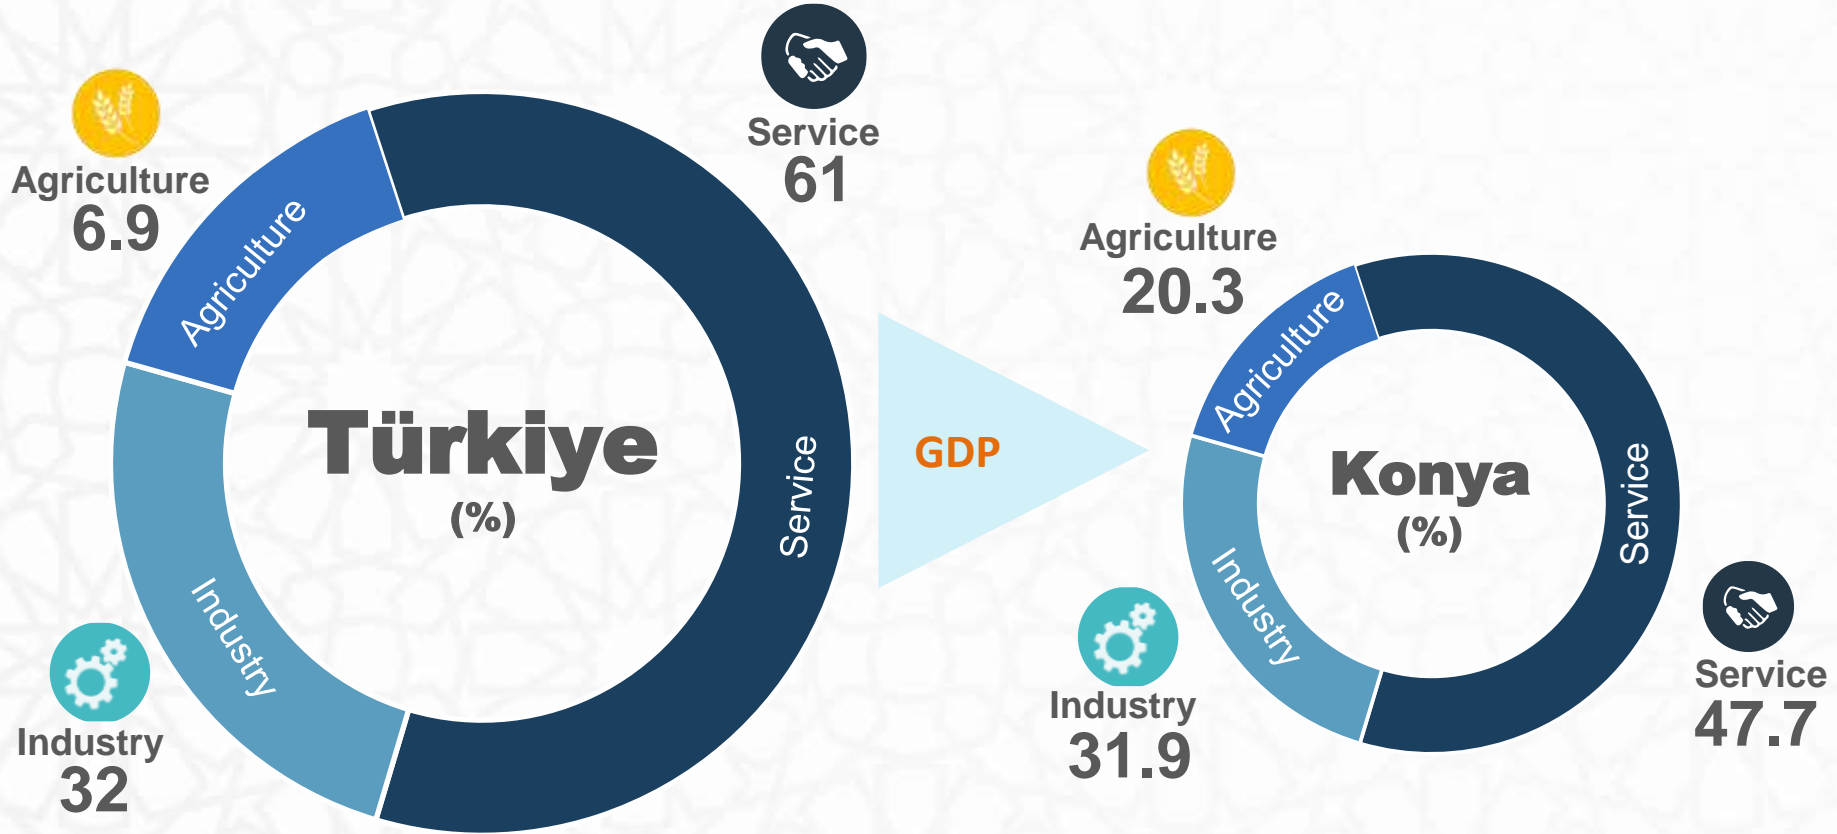 Service
61
Agriculture
6.9
Agriculture
Service
Industry
Türkiye
(%)
Industry
32
GDP
Agriculture
20.3
Agriculture
Service
Industry
Konya
(%)
Industry
31.9
Service
47.7